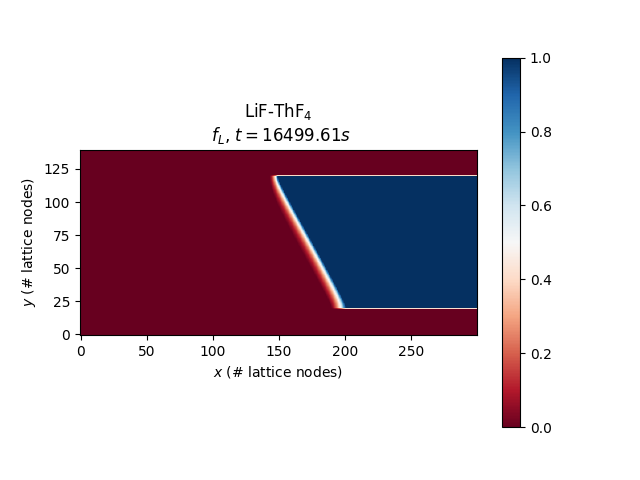 LiF-ThF₄
f_L, t = 16499.61s
y (# lattice nodes)
125
100
75
50
25
0
0 50 100 150 200 250
x (# lattice nodes)
1.0
0.8
0.6
0.4
0.2
0.0